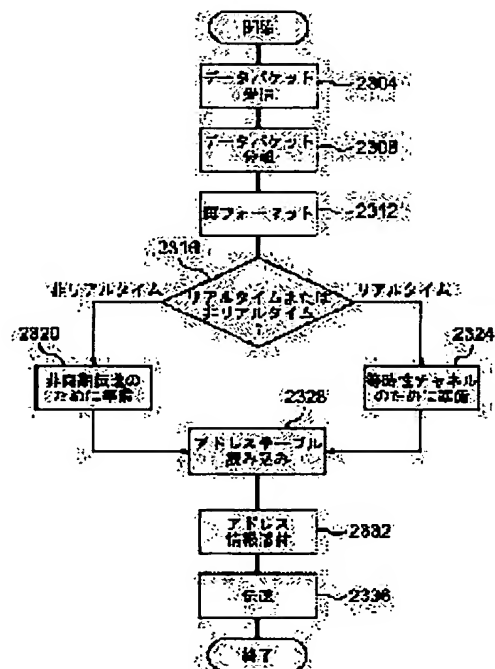 開始
データパケット
2304
データパケット
2308
再フォーマット
2312
2316
非リアルタイム
リアルタイムまたは
非リアルタイム
?
リアルタイム
2320
非同期伝送の
ために準備
2324
等時性チャネル
のために準備
2328
アドレステーブル
読み込み
アドレス
情報添付
2332
伝送
2336
終了